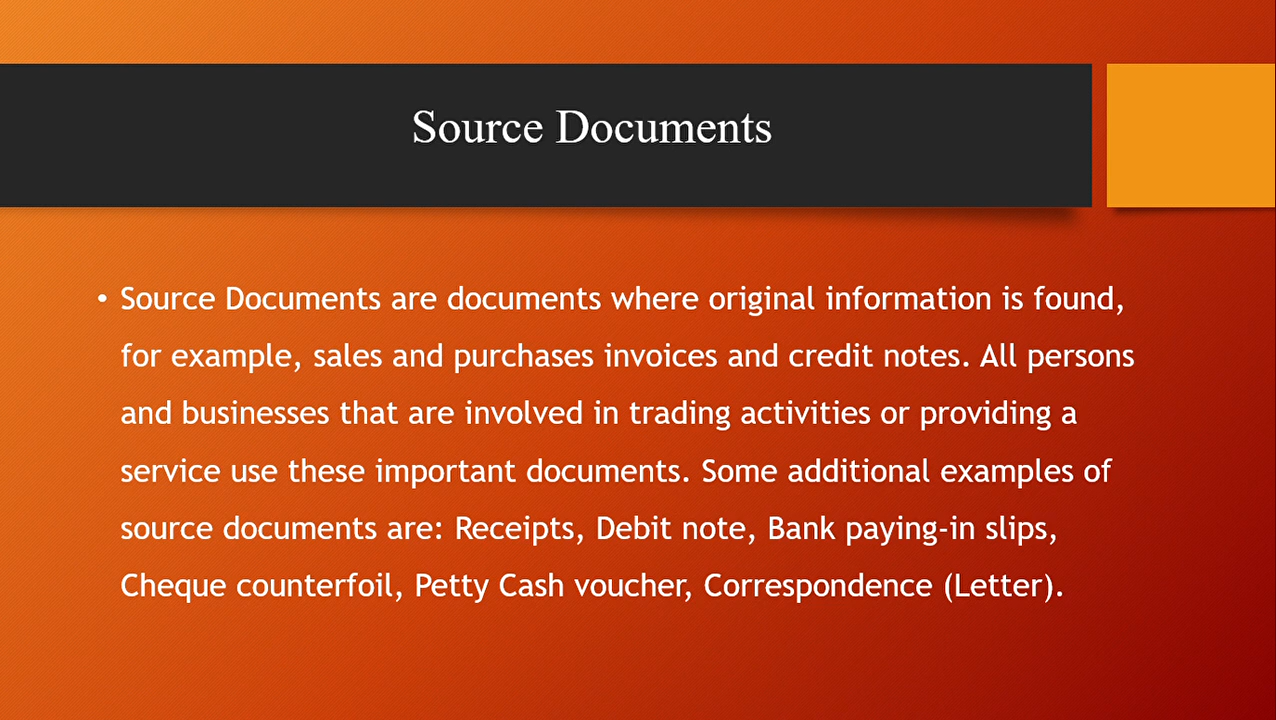 Source Documents
• Source Documents are documents where original information is found,
for example, sales and purchases invoices and credit notes. All persons
and businesses that are involved in trading activities or providing a
service use these important documents. Some additional examples of
source documents are: Receipts, Debit note, Bank paying-in slips,
Cheque counterfoil, Petty Cash voucher, Correspondence (Letter).